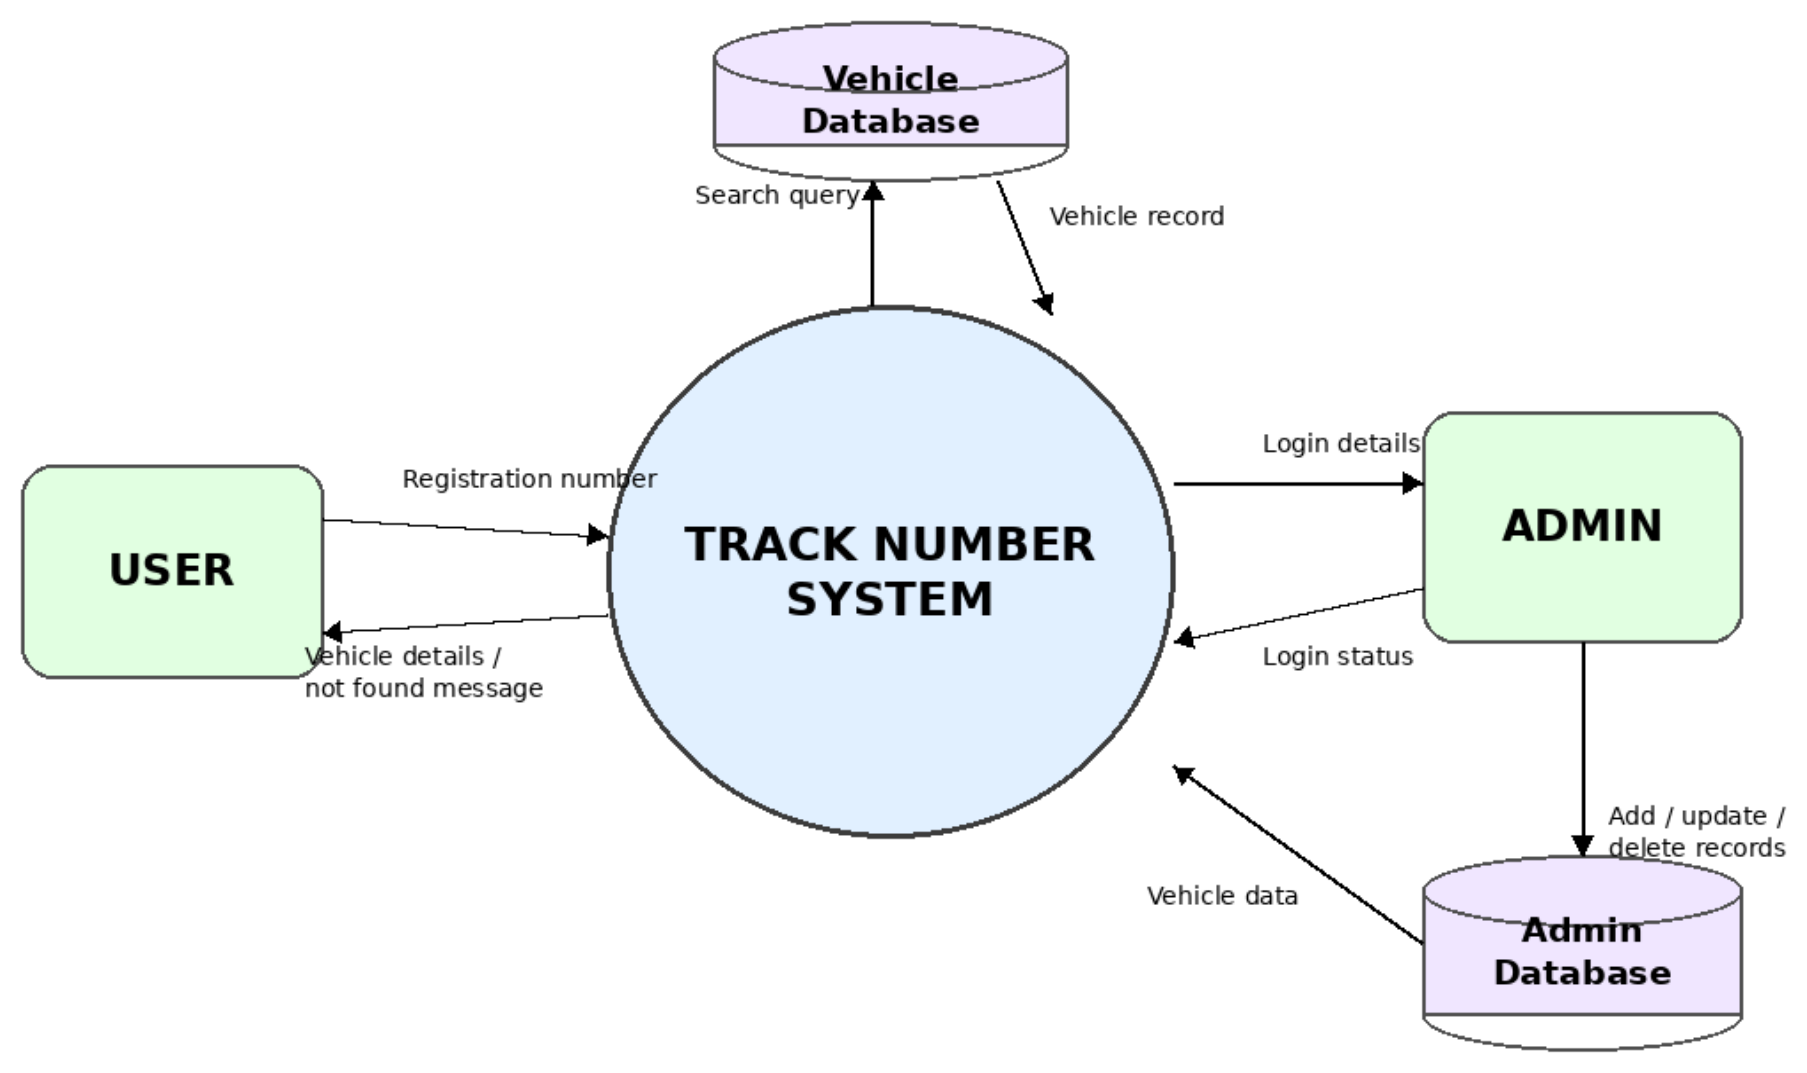 Vehicle
Database
Search query
Vehicle record
Login details
Registration number
ADMIN
TRACK NUMBER
SYSTEM
USER
Vehicle details /
not found message
Login status
Add / update /
delete records
Vehicle data
Admin
Database